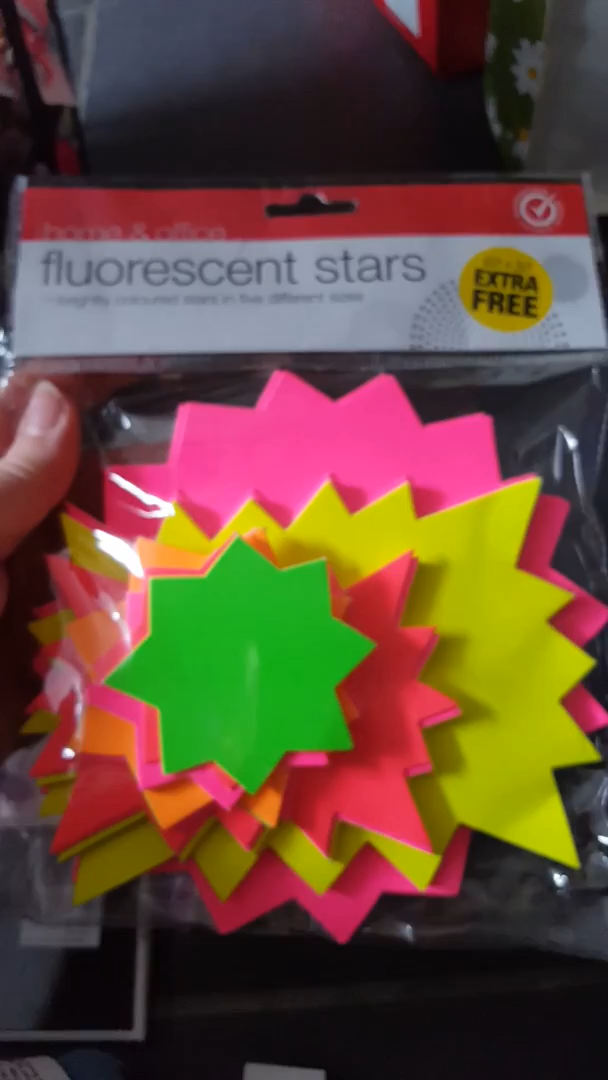 home & office
fluorescent stars
brightly coloured stars in five different sizes
EXTRA
FREE